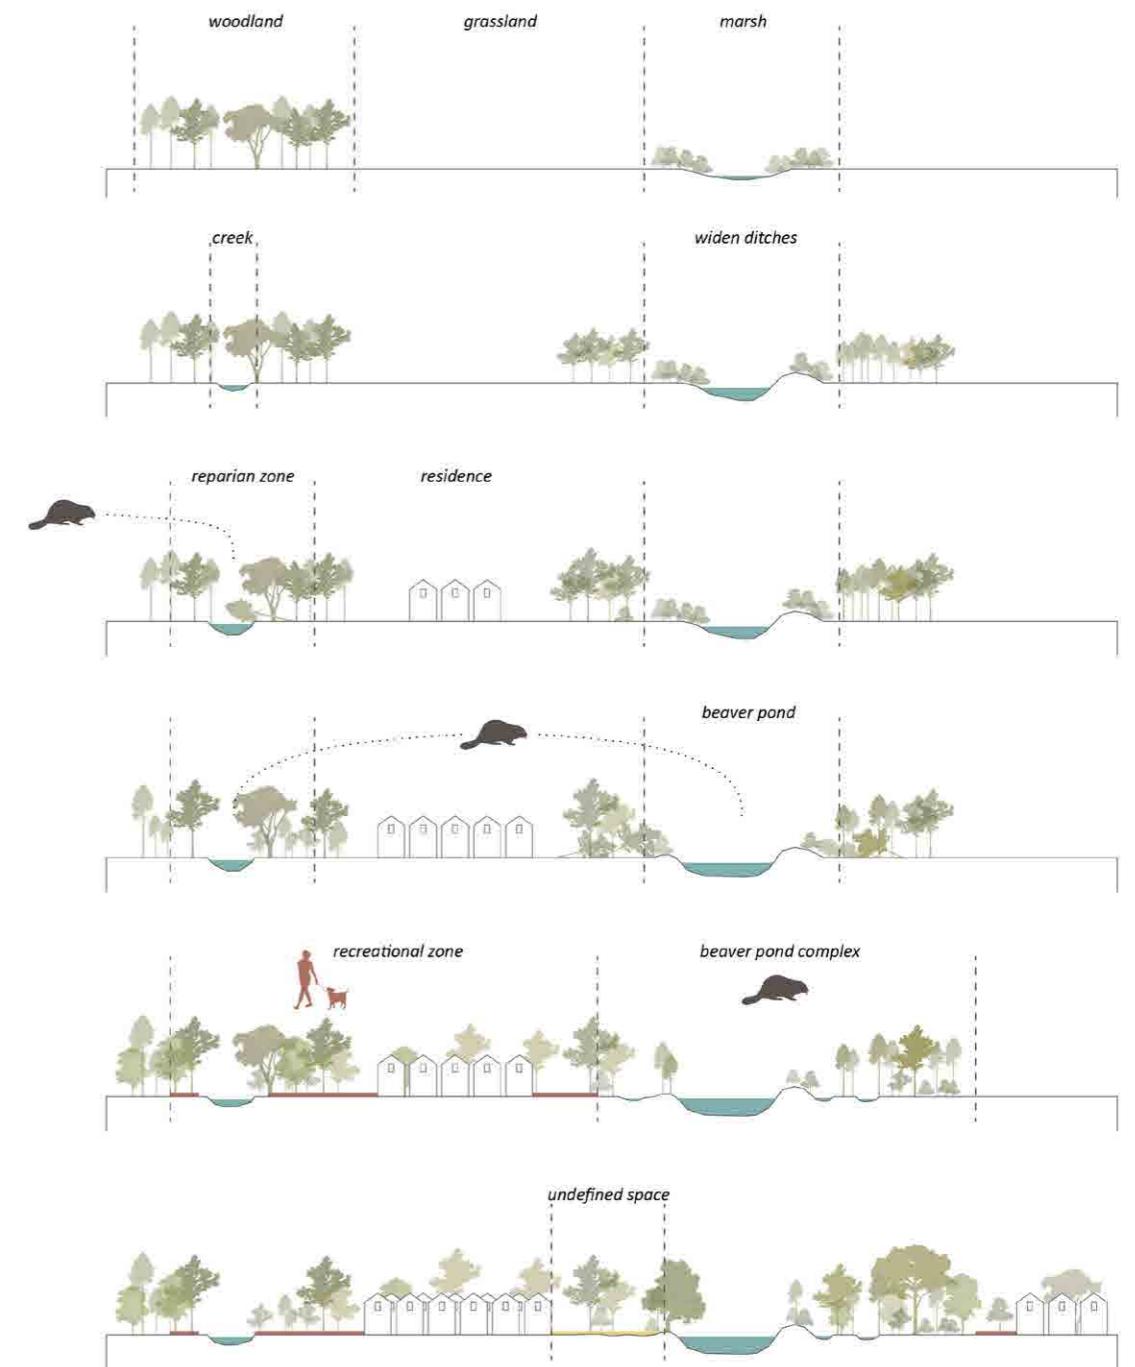 woodland
grassland
marsh
creek
widen ditches
reparian zone
residence
beaver pond
recreational zone
beaver pond complex
undefined space